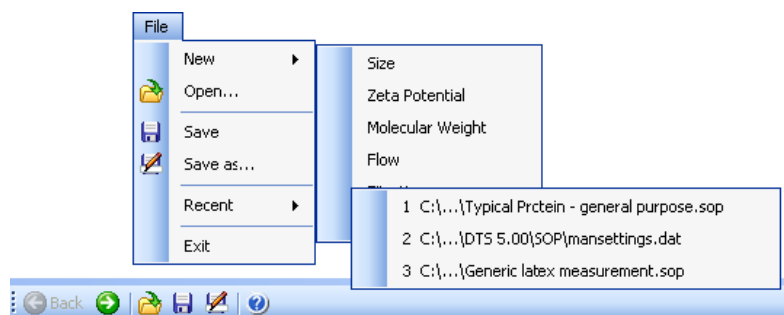 File
New
Open...
Save
Save as...
Recent
Exit
Size
Zeta Potential
Molecular Weight
Flow
1 C:\...\Typical Prctein - general purpose.sop
2 C:\...\DTS 5.00\SOP\mansettings.dat
3 C:\...\Generic latex measurement.sop
Back